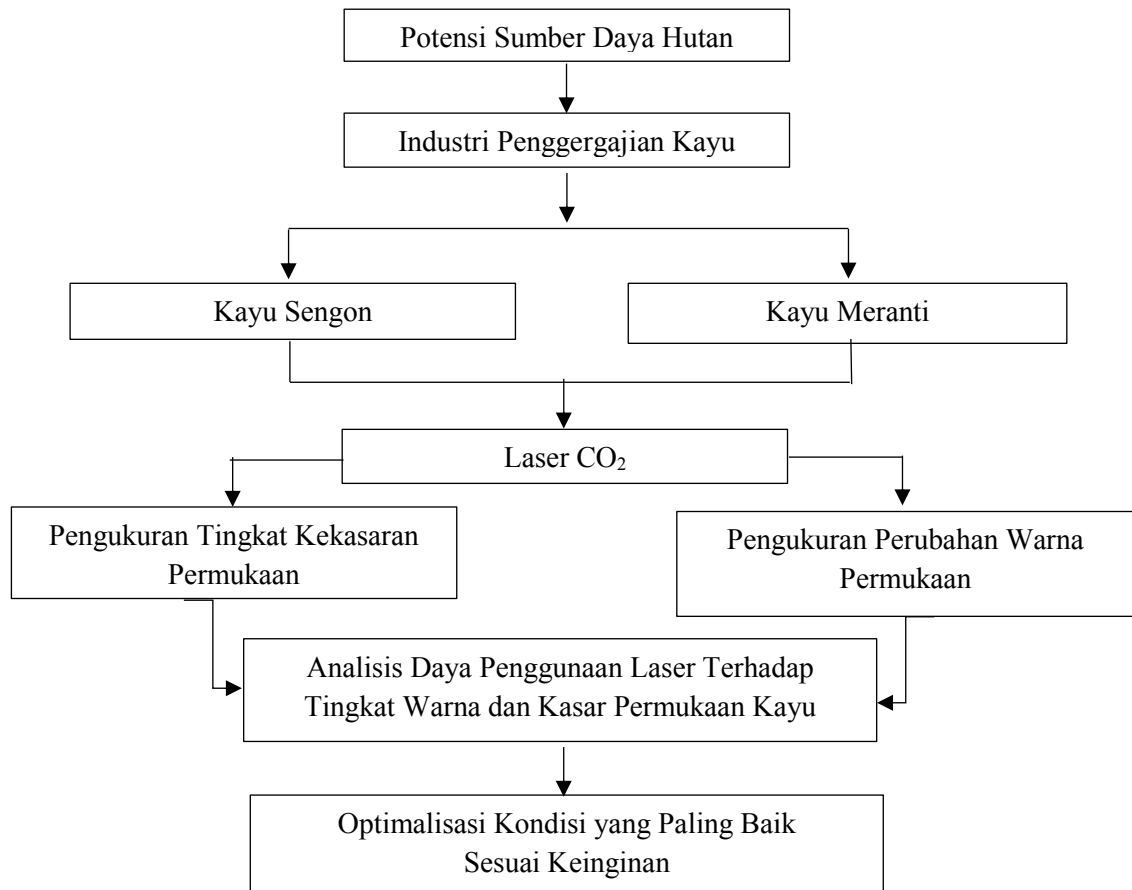 Potensi Sumber Daya Hutan
Industri Penggergajian Kayu
Kayu Sengon
Kayu Meranti
Laser CO₂
Pengukuran Tingkat Kekasaran
Permukaan
Pengukuran Perubahan Warna
Permukaan
Analisis Daya Penggunaan Laser Terhadap
Tingkat Warna dan Kasar Permukaan Kayu
Optimalisasi Kondisi yang Paling Baik
Sesuai Keinginan